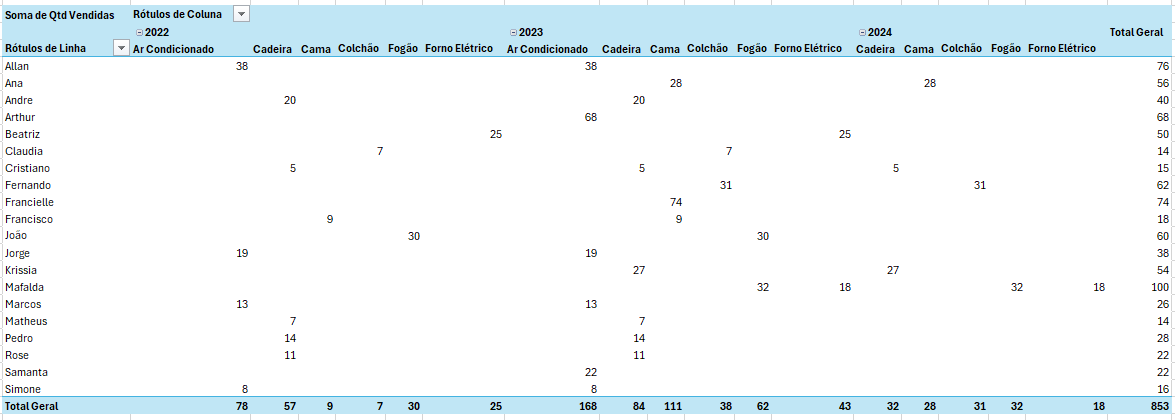 Soma de Qtd Vendidas Rótulos de Coluna
2022 2023 2024 Total Geral
Rótulos de Linha Ar Condicionado Cadeira Cama Colchão Fogão Forno Elétrico Ar Condicionado Cadeira Cama Colchão Fogão Forno Elétrico Cadeira Cama Colchão Fogão Forno Elétrico
Allan 38 38 76
Ana 28 28 56
Andre 20 20 40
Arthur 68 68
Beatriz 25 25 50
Claudia 7 7 14
Cristiano 5 5 5 15
Fernando 31 31 62
Francielle 74 74
Francisco 9 9 18
João 30 30 60
Jorge 19 19 38
Krissia 27 27 54
Mafalda 32 18 32 18 100
Marcos 13 13 26
Matheus 7 7 14
Pedro 14 14 28
Rose 11 11 22
Samanta 22 22
Simone 8 8 16
Total Geral 78 57 9 7 30 25 168 84 111 38 62 43 32 28 31 32 18 853